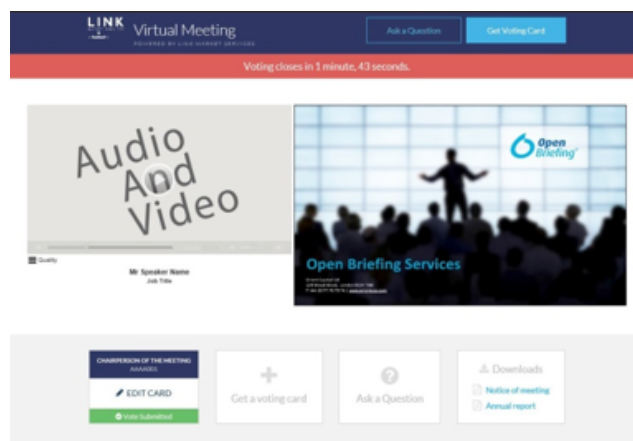 LINK
Virtual Meeting
POWERED BY LINK MARKET SERVICES
Ask a Question
Get Voting Card
Voting closes in 1 minute, 43 seconds.
Audio
And
Video
Open
Briefing
Quality
Mr Speaker Name
Job Title
Open Briefing Services
CHAIRPERSON OF THE MEETING
EDIT CARD
Vote Submitted
Get a voting card
Ask a Question
Downloads
Notice of meeting
Annual report